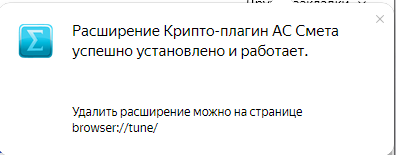 Расширение Крипто-плагин АС Смета
успешно установлено и работает.
Удалить расширение можно на странице
browser://tune/